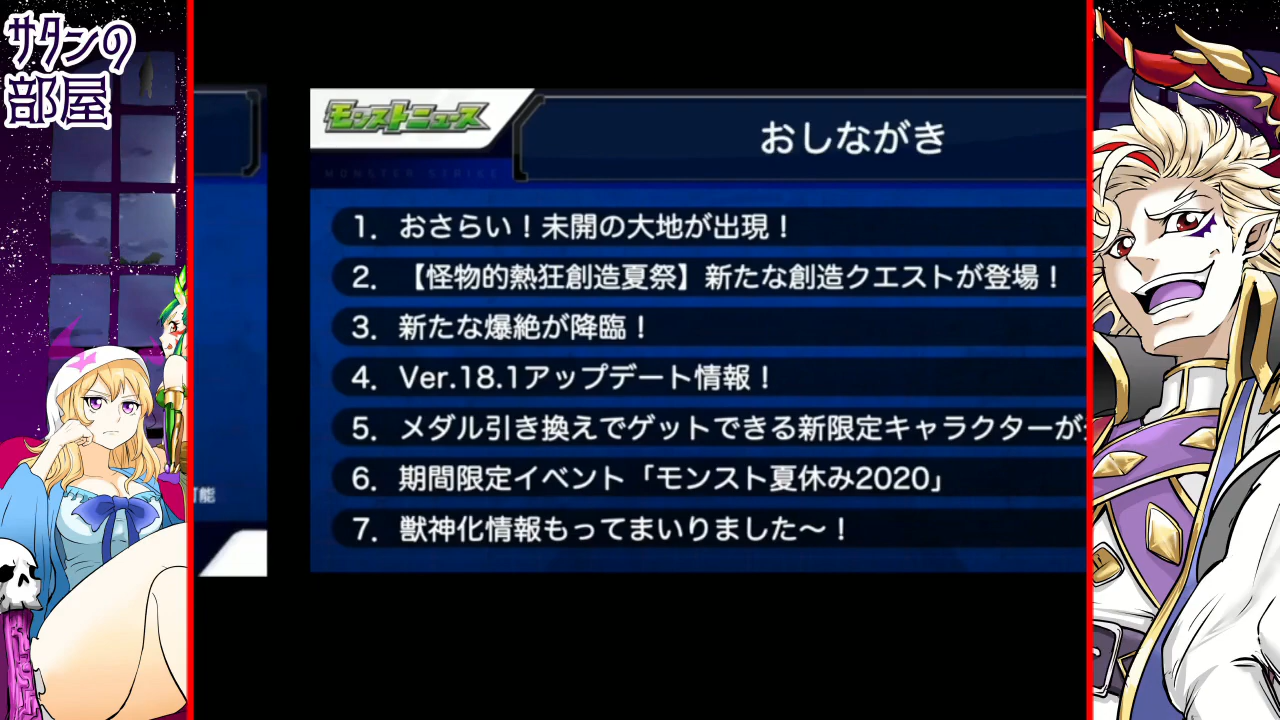 サタンの
部屋
モンストニュース
MONSTER STRIKE
おしながき
1. おさらい！未開の大地が出現！
2. 【怪物的熱狂創造夏祭】新たな創造クエストが登場！
3. 新たな爆絶が降臨！
4. Ver.18.1アップデート情報！
5. メダル引き換えでゲットできる新限定キャラクターが
6. 期間限定イベント「モンスト夏休み2020」
7. 獣神化情報もってまいりました～！
能